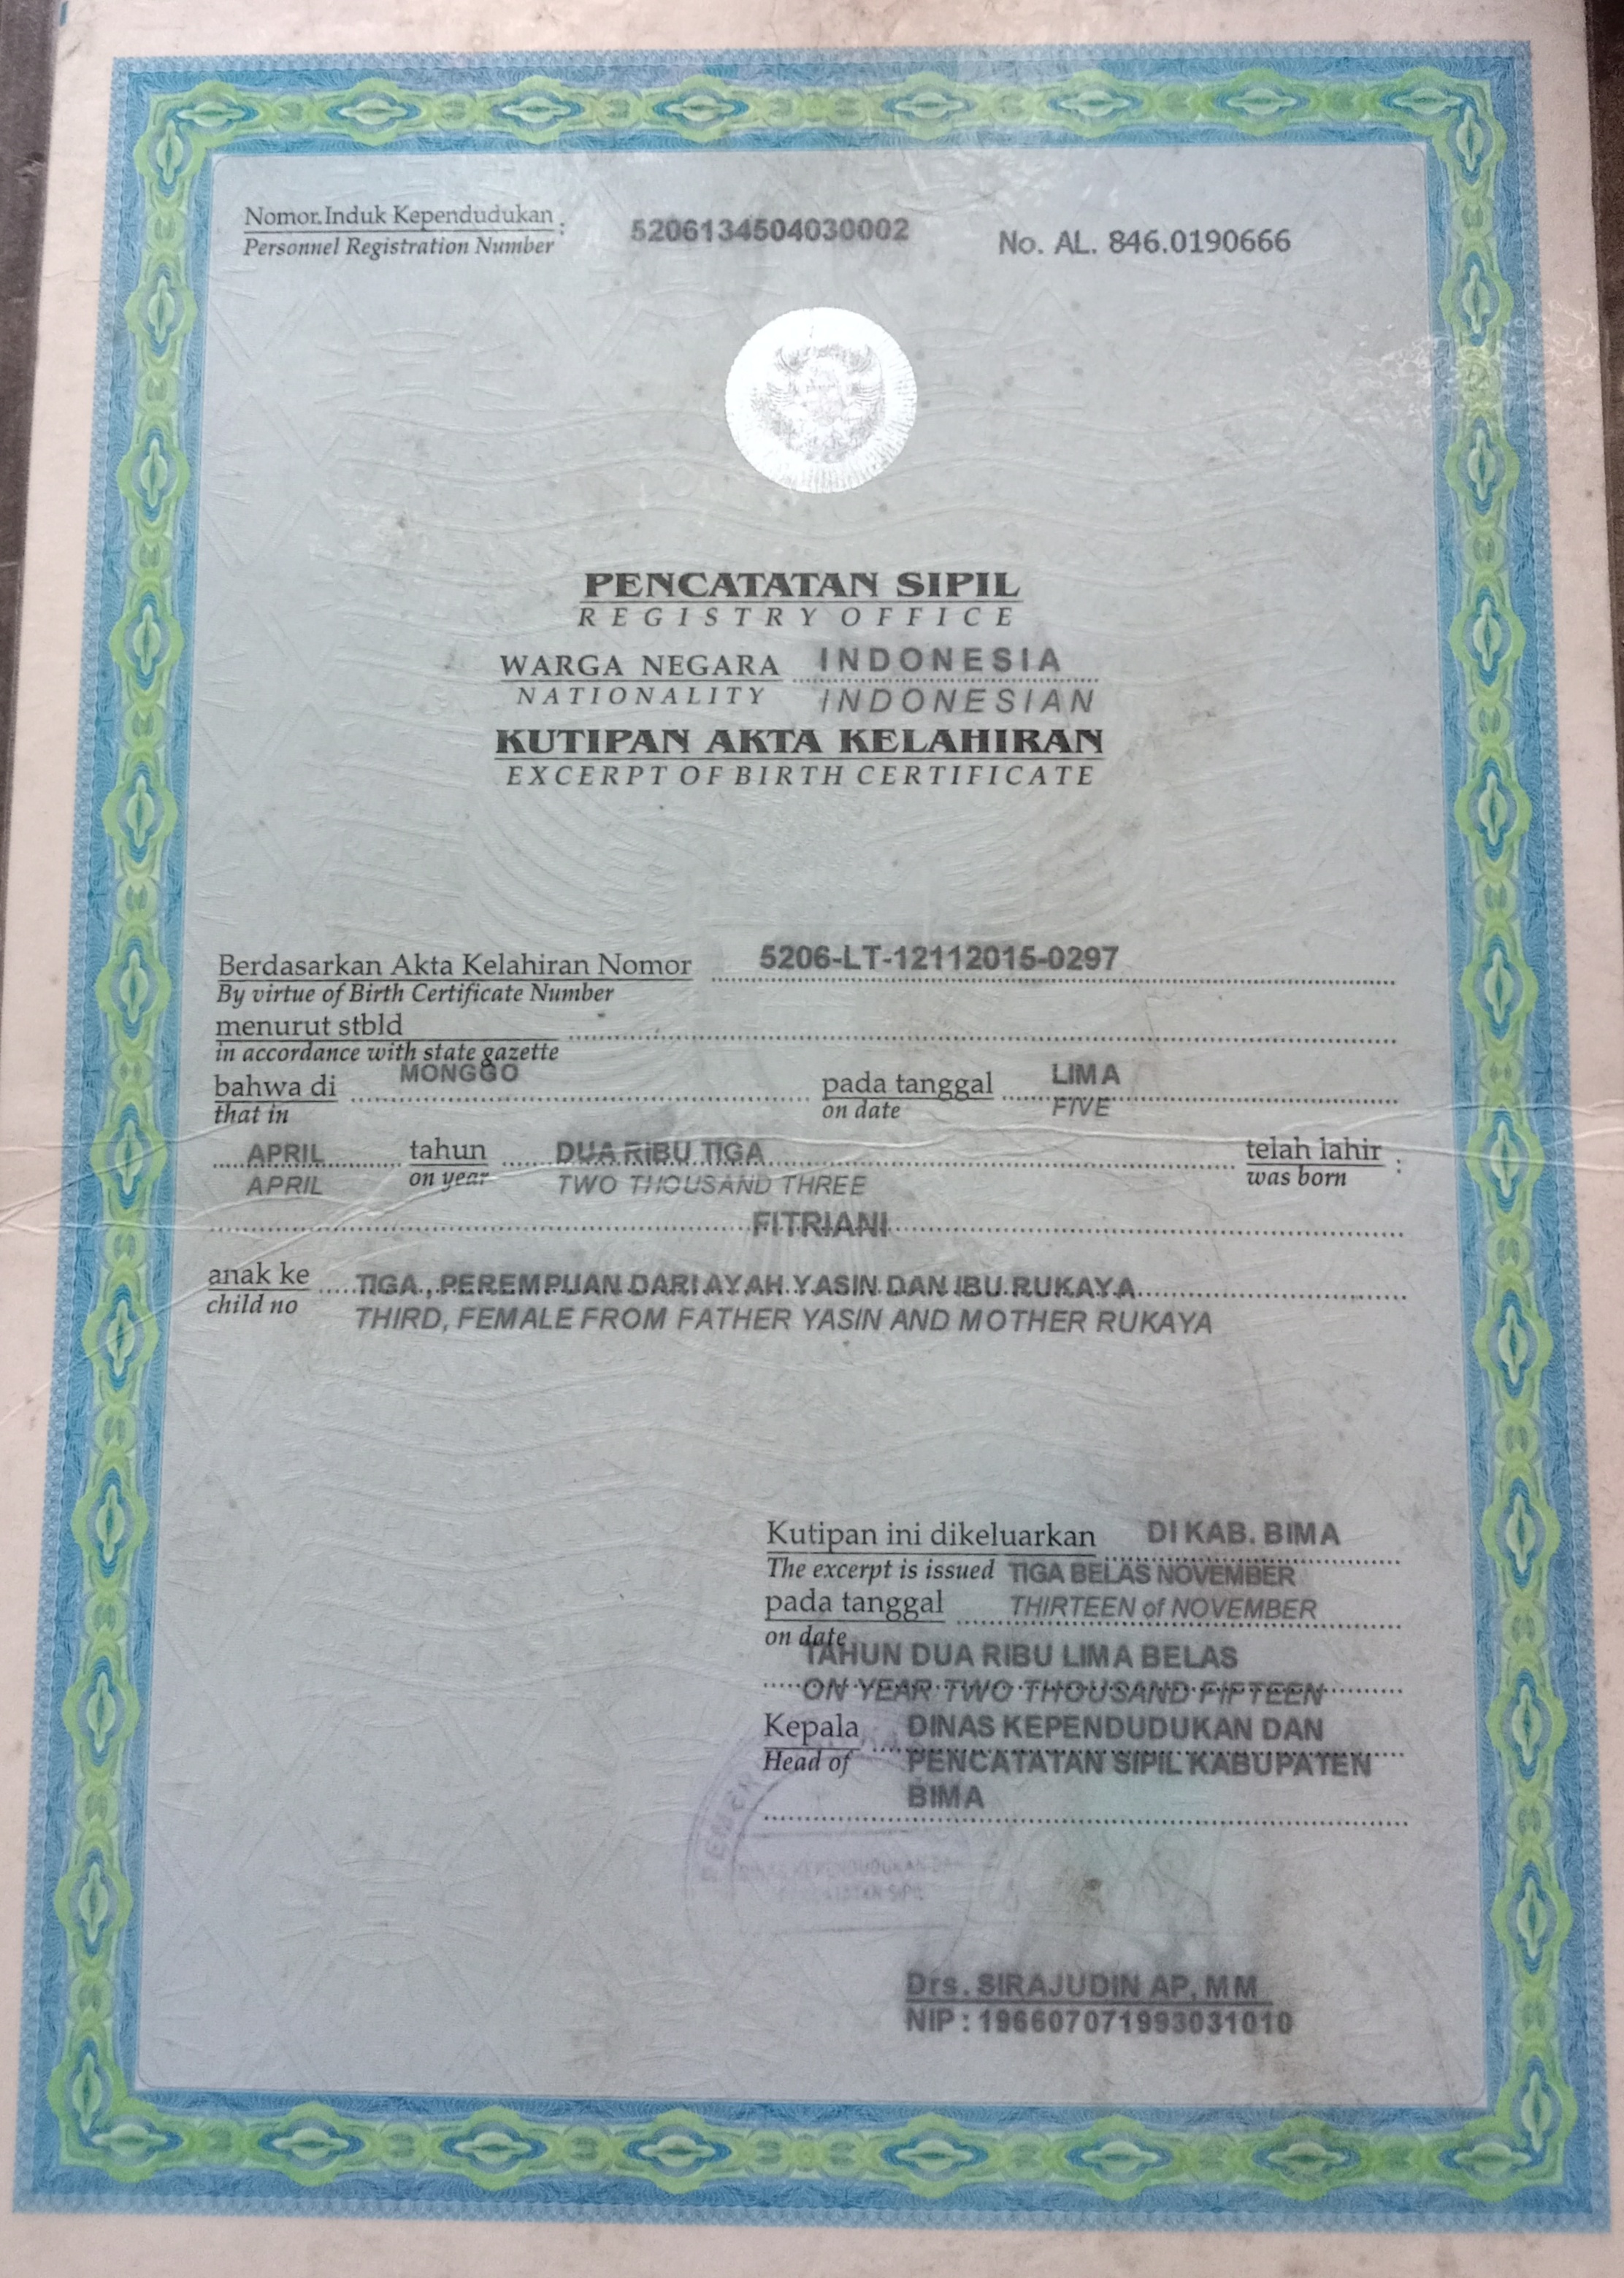 Nomor Induk Kependudukan : 5206134504030002 No. AL. 846.0190666
Personnel Registration Number
PENCATATAN SIPIL
REGISTRY OFFICE
WARGA NEGARA INDONESIA
NATIONALITY INDONESIAN
KUTIPAN AKTA KELAHIRAN
EXCERPT OF BIRTH CERTIFICATE
Berdasarkan Akta Kelahiran Nomor 5206-LT-12112015-0297
By virtue of Birth Certificate Number
menurut stbld
in accordance with state gazette
bahwa di MONGGO pada tanggal LIMA
that in on date FIVE
APRIL tahun DUA RIBU TIGA telah lahir :
APRIL on year TWO THOUSAND THREE was born
FITRIANI
anak ke TIGA, PEREMPUAN DARI AYAH YASIN DAN IBU RUKAYA
child no THIRD, FEMALE FROM FATHER YASIN AND MOTHER RUKAYA
Kutipan ini dikeluarkan DI KAB. BIMA
The excerpt is issued TIGA BELAS NOVEMBER
pada tanggal THIRTEEN of NOVEMBER
on date
TAHUN DUA RIBU LIMA BELAS
ON YEAR TWO THOUSAND FIFTEEN
Kepala DINAS KEPENDUDUKAN DAN
Head of PENCATATAN SIPIL KABUPATEN
BIMA
DINAS KEPENDUDUKAN DAN
SIPIL
Drs. SIRAJUDIN AP, MM
NIP : 196607071993031010